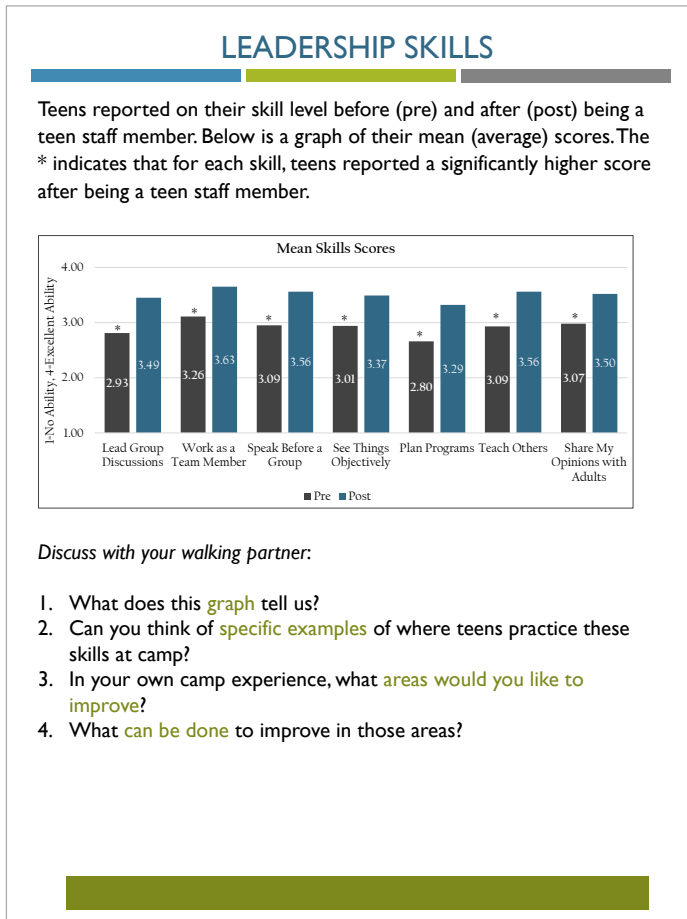 LEADERSHIP SKILLS
Teens reported on their skill level before (pre) and after (post) being a
teen staff member. Below is a graph of their mean (average) scores. The
* indicates that for each skill, teens reported a significantly higher score
after being a teen staff member.
Mean Skills Scores
1-No Ability, 4-Excellent Ability
4.00
3.00
2.00
1.00
* * * * * * *
2.93 3.49 3.26 3.63 3.09 3.56 3.01 3.37 2.80 3.29 3.09 3.56 3.07 3.50
Lead Group Discussions
Work as a Team Member
Speak Before a Group
See Things Objectively
Plan Programs
Teach Others
Share My Opinions with Adults
Pre Post
Discuss with your walking partner:
1. What does this graph tell us?
2. Can you think of specific examples of where teens practice these
skills at camp?
3. In your own camp experience, what areas would you like to
improve?
4. What can be done to improve in those areas?